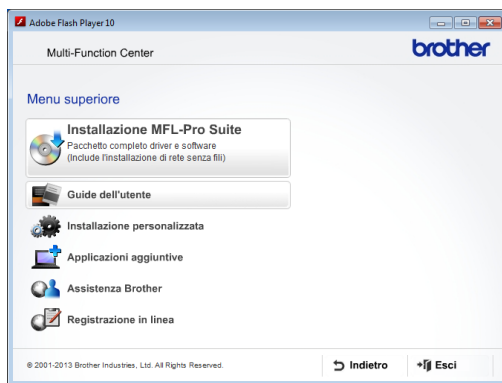 Adobe Flash Player 10
Multi-Function Center
brother
Menu superiore
Installazione MFL-Pro Suite
Pacchetto completo driver e software
(Include l'installazione di rete senza fili)
Guide dell'utente
Installazione personalizzata
Applicazioni aggiuntive
Assistenza Brother
Registrazione in linea
© 2001-2013 Brother Industries, Ltd. All Rights Reserved.
Indietro
Esci